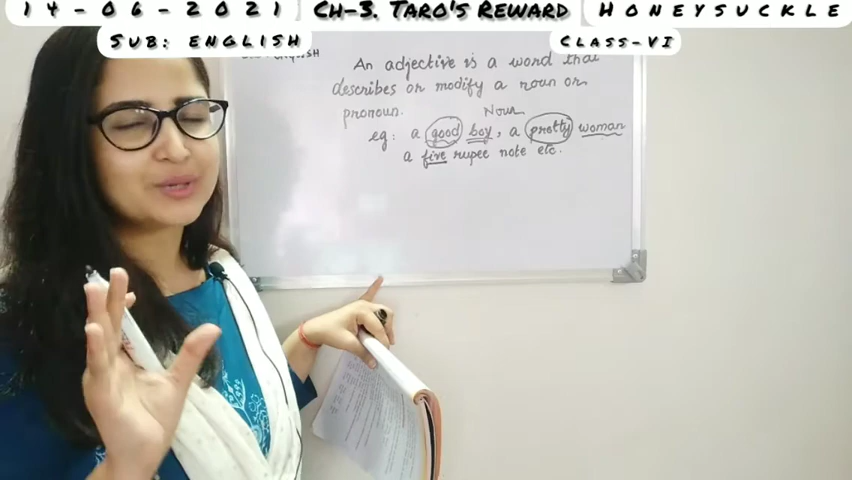 14-06-2021 Ch-3. Taro's Reward Honeysuckle
Sub: english Class-VI
An adjective is a word that
describes or modify a noun or
pronoun. Noun
eg: a good boy, a pretty woman
a five rupee note etc.